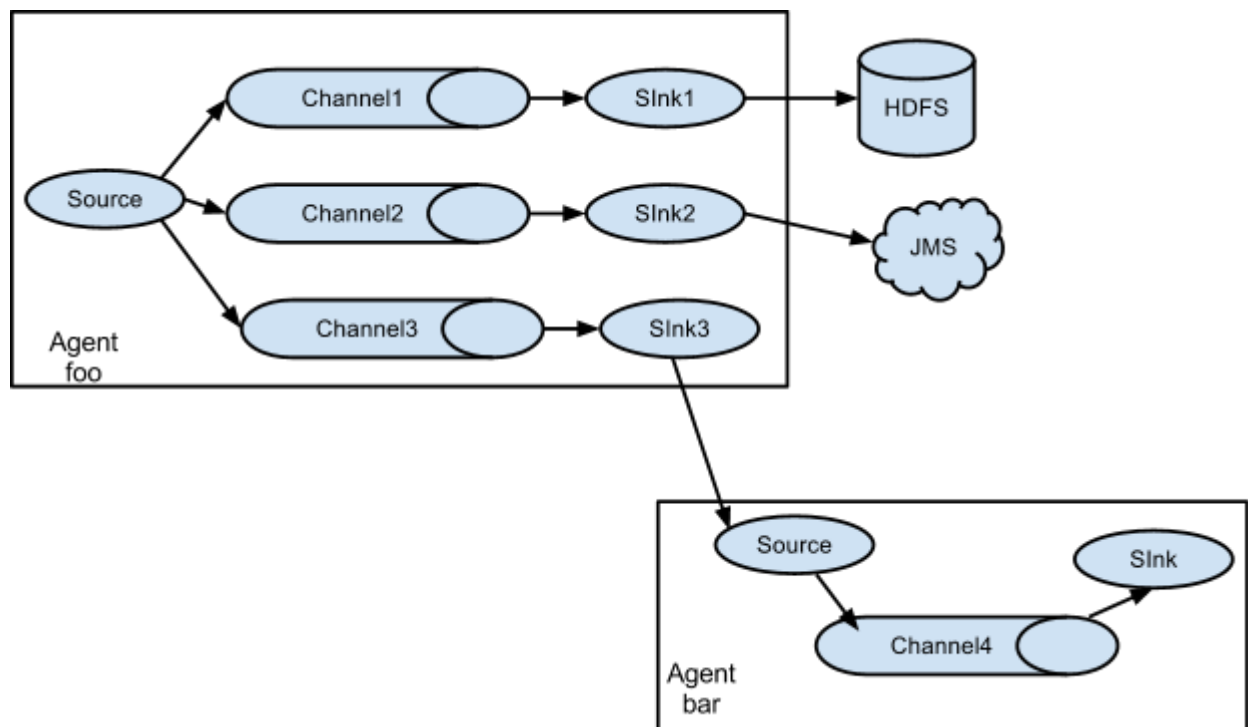 Channel1
SInk1
HDFS
Source
Channel2
SInk2
JMS
Channel3
SInk3
Agent
foo
Source
SInk
Channel4
Agent
bar